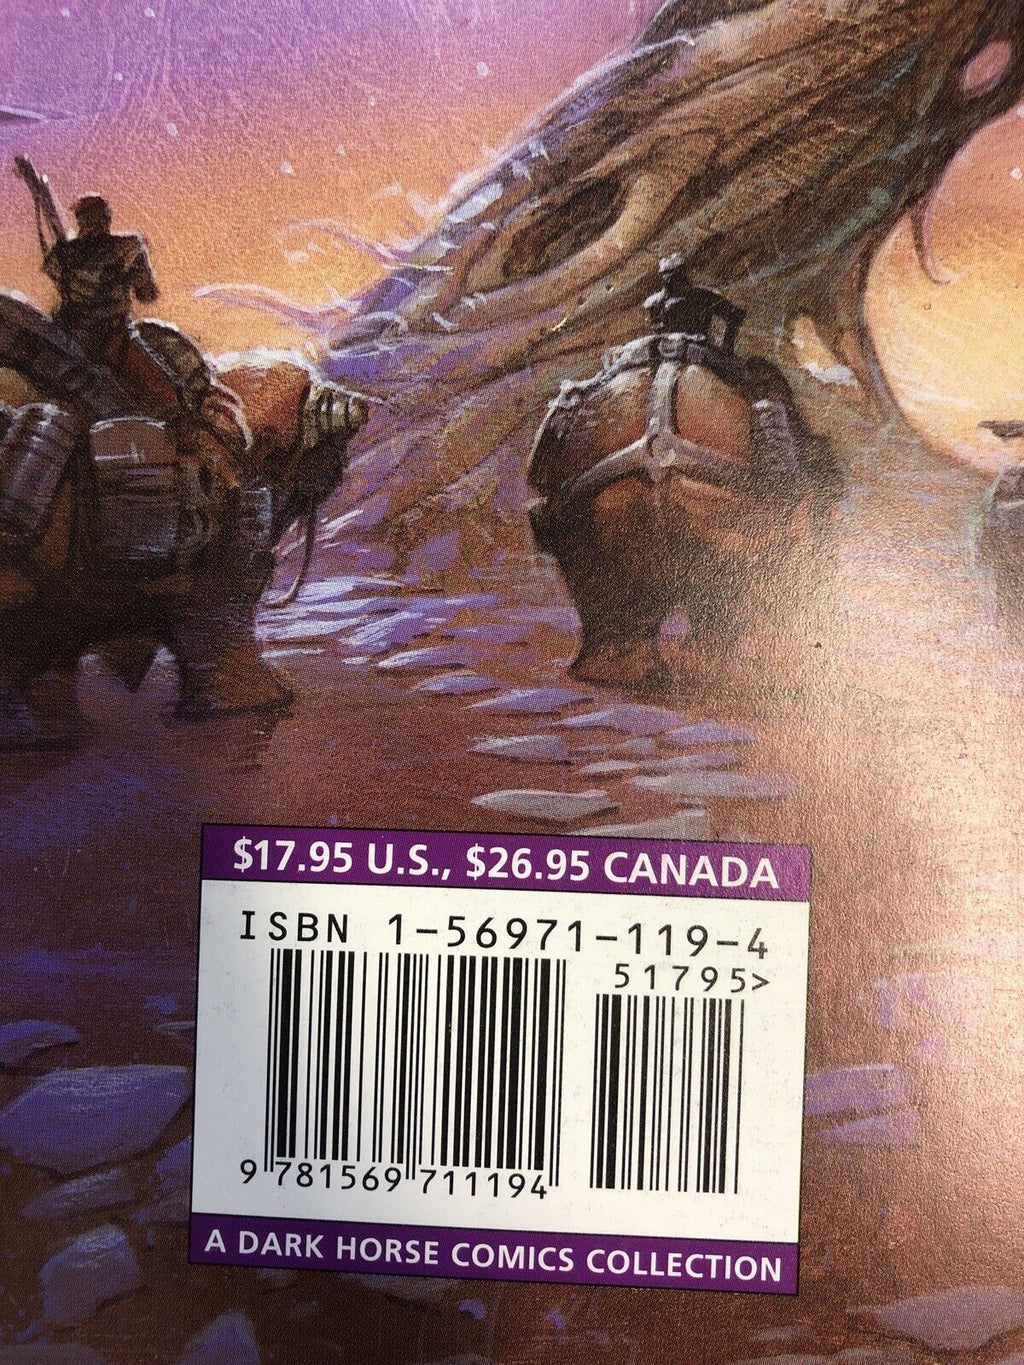 $17.95 U.S., $26.95 CANADA
ISBN 1-56971-119-4
51795>
9 781569 711194
A DARK HORSE COMICS COLLECTION